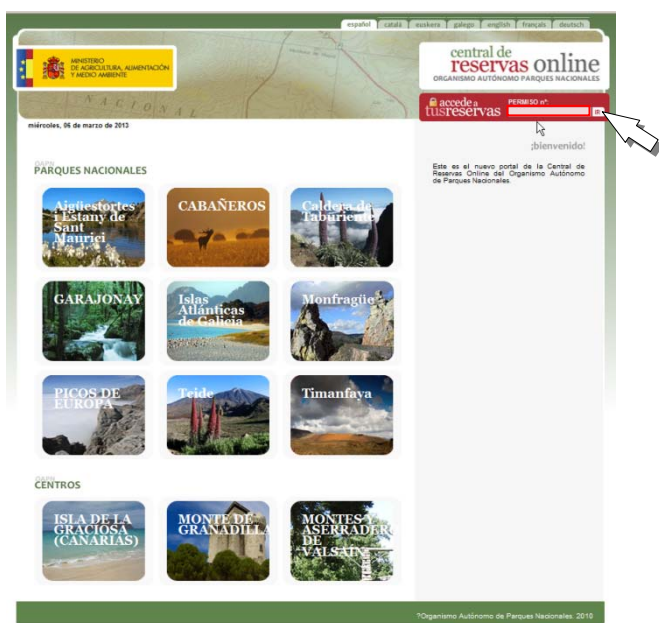 español català euskera galego english français deutsch
MINISTERIO
DE AGRICULTURA, ALIMENTACIÓN
Y MEDIO AMBIENTE
central de
reservas online
ORGANISMO AUTÓNOMO PARQUES NACIONALES
NACIONAL
accede a
tusreservas
PERMISO nº:
miércoles, 06 de marzo de 2013
¡bienvenido!
Este es el nuevo portal de la Central de
Reservas Online del Organismo Autónomo
de Parques Nacionales.
OAPN
PARQUES NACIONALES
Aigüestortes
i Estany de
Sant
Maurici
CABAÑEROS
Caldera de
Taburiente
GARAJONAY
Islas
Atlánticas
de Galicia
Monfragüe
PICOS DE
EUROPA
Teide
Timanfaya
OAPN
CENTROS
ISLA DE LA
GRACIOSA
(CANARIAS)
MONTE DE
GRANADILLA
MONTES Y
ASERRADERO
DE
VALSAÍN
?Organismo Autónomo de Parques Nacionales. 2010